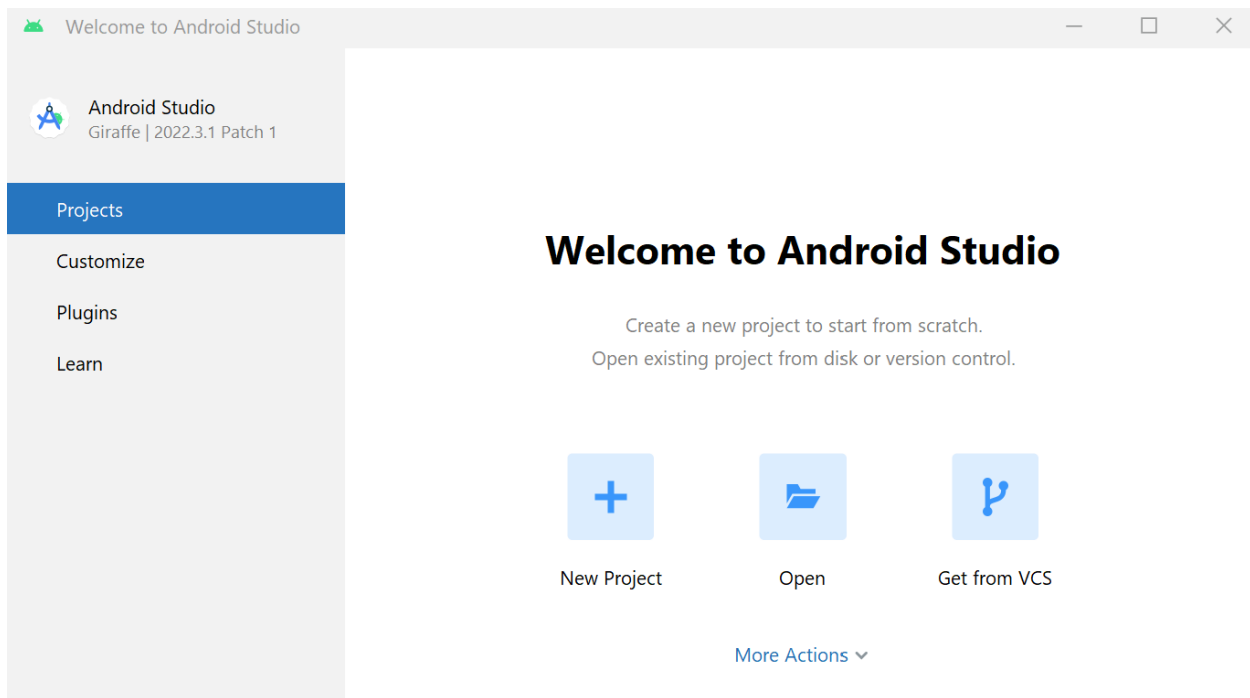 Welcome to Android Studio
Android Studio
Giraffe | 2022.3.1 Patch 1
Projects
Customize
Plugins
Learn
Welcome to Android Studio
Create a new project to start from scratch.
Open existing project from disk or version control.
New Project
Open
Get from VCS
More Actions